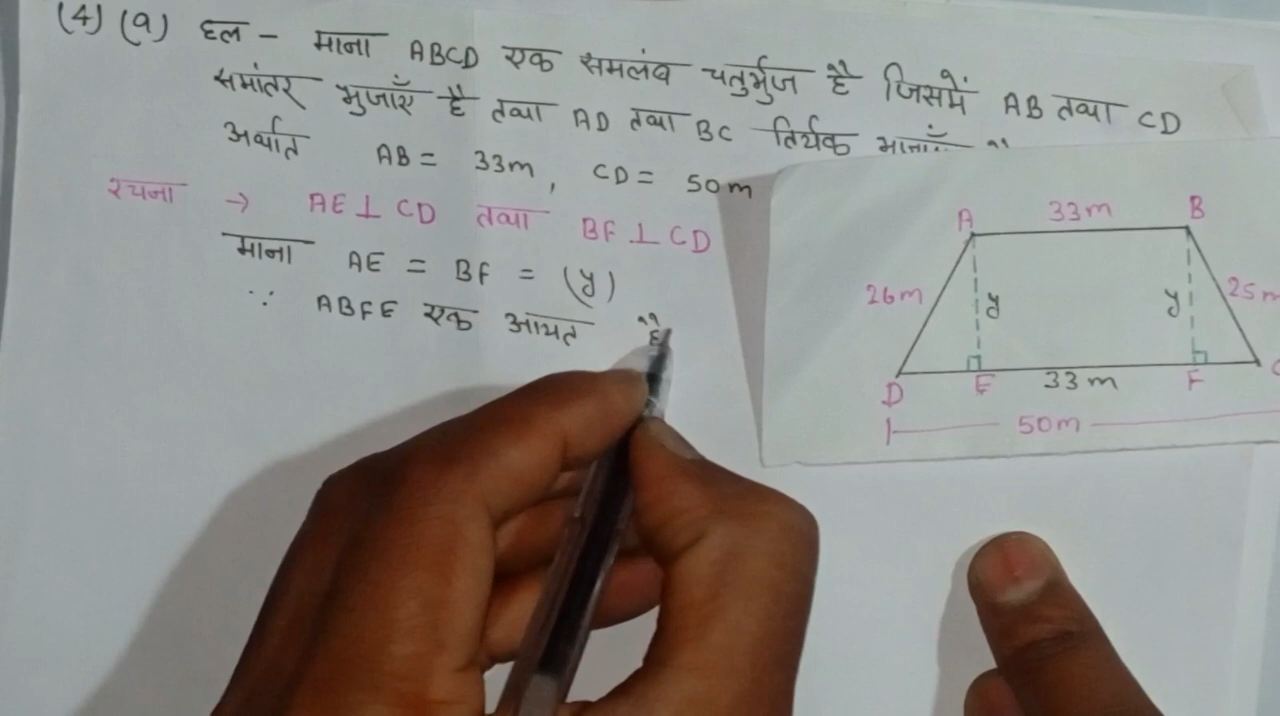 (4) (a) हल - माना ABCD एक समलंब चतुर्भुज है जिसमें AB तथा CD
समांतर भुजाएँ है तथा AD तथा BC तिर्यक
अर्थात AB = 33m, CD = 50m
रचना → AE⊥CD तथा BF⊥CD
माना AE = BF = (y)
∵ ABFE एक आयत है
A 33m B
26m y y 25m
D E 33m F
50m